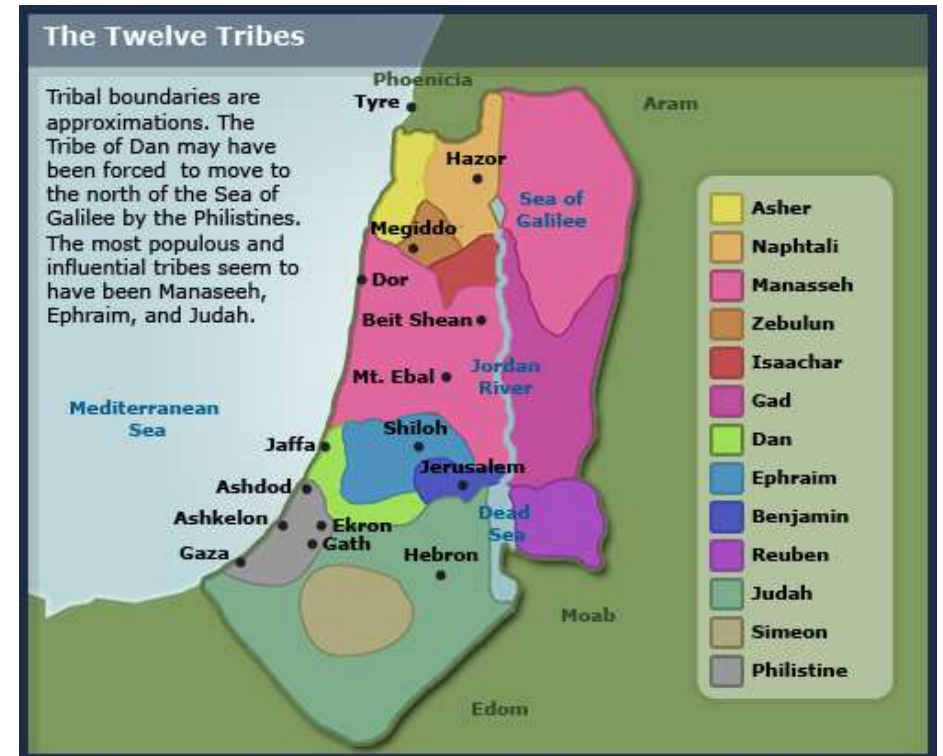 The Twelve Tribes
Tribal boundaries are
approximations. The
Tribe of Dan may have
been forced to move to
the north of the Sea of
Galilee by the Philistines.
The most populous and
influential tribes seem to
have been Manaseeh,
Ephraim, and Judah.
Phoenicia
Tyre
Aram
Hazor
Sea of
Galilee
Megiddo
Dor
Beit Shean
Mt. Ebal
Jordan
River
Mediterranean
Sea
Jaffa
Shiloh
Jerusalem
Ashdod
Ashkelon
Ekron
Dead
Sea
Gath
Gaza
Hebron
Moab
Edom
Asher
Naphtali
Manasseh
Zebulun
Isaachar
Gad
Dan
Ephraim
Benjamin
Reuben
Judah
Simeon
Philistine